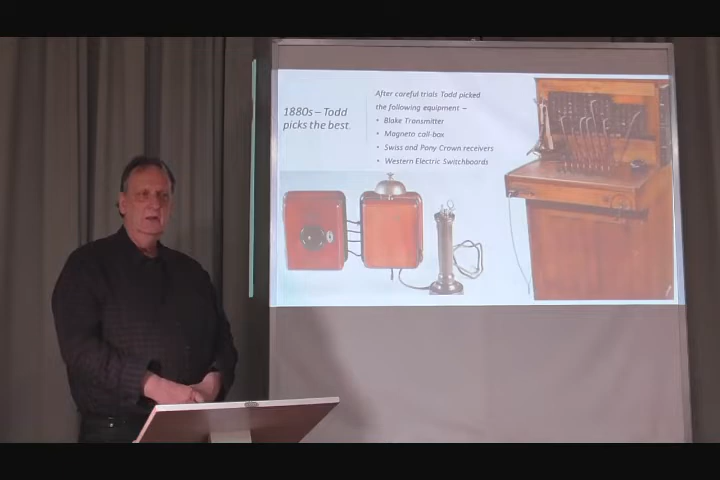 1880s – Todd
picks the best.
After careful trials Todd picked
the following equipment –
• Blake Transmitter
• Magneto call-box
• Swiss and Pony Crown receivers
• Western Electric Switchboards